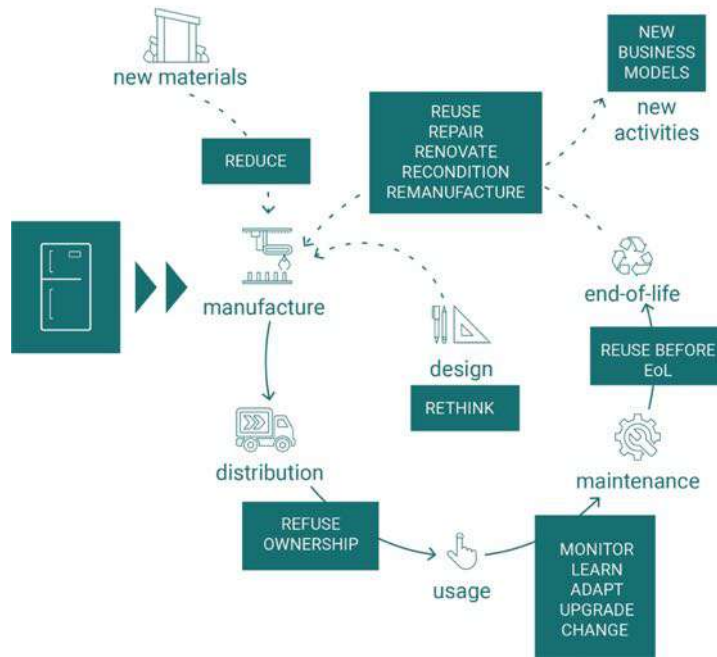 new materials
REDUCE
REUSE
REPAIR
RENOVATE
RECONDITION
REMANUFACTURE
NEW
BUSINESS
MODELS
new
activities
manufacture
design
RETHINK
end-of-life
REUSE BEFORE
EoL
distribution
REFUSE
OWNERSHIP
usage
maintenance
MONITOR
LEARN
ADAPT
UPGRADE
CHANGE